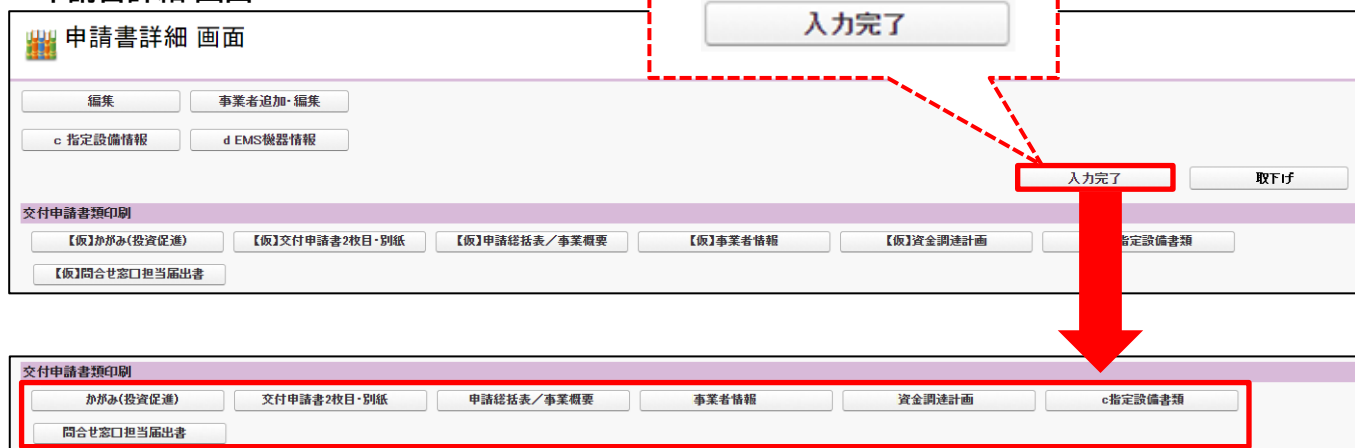 入力完了
申請書詳細 画面
編集 事業者追加・編集
c 指定設備情報 d EMS機器情報
入力完了 取下げ
交付申請書類印刷
【仮】かがみ(投資促進) 【仮】交付申請書2枚目・別紙 【仮】申請総括表／事業概要 【仮】事業者情報 【仮】資金調達計画 指定設備書類
【仮】問合せ窓口担当届出書
交付申請書類印刷
かがみ(投資促進) 交付申請書2枚目・別紙 申請総括表／事業概要 事業者情報 資金調達計画 c指定設備書類
問合せ窓口担当届出書